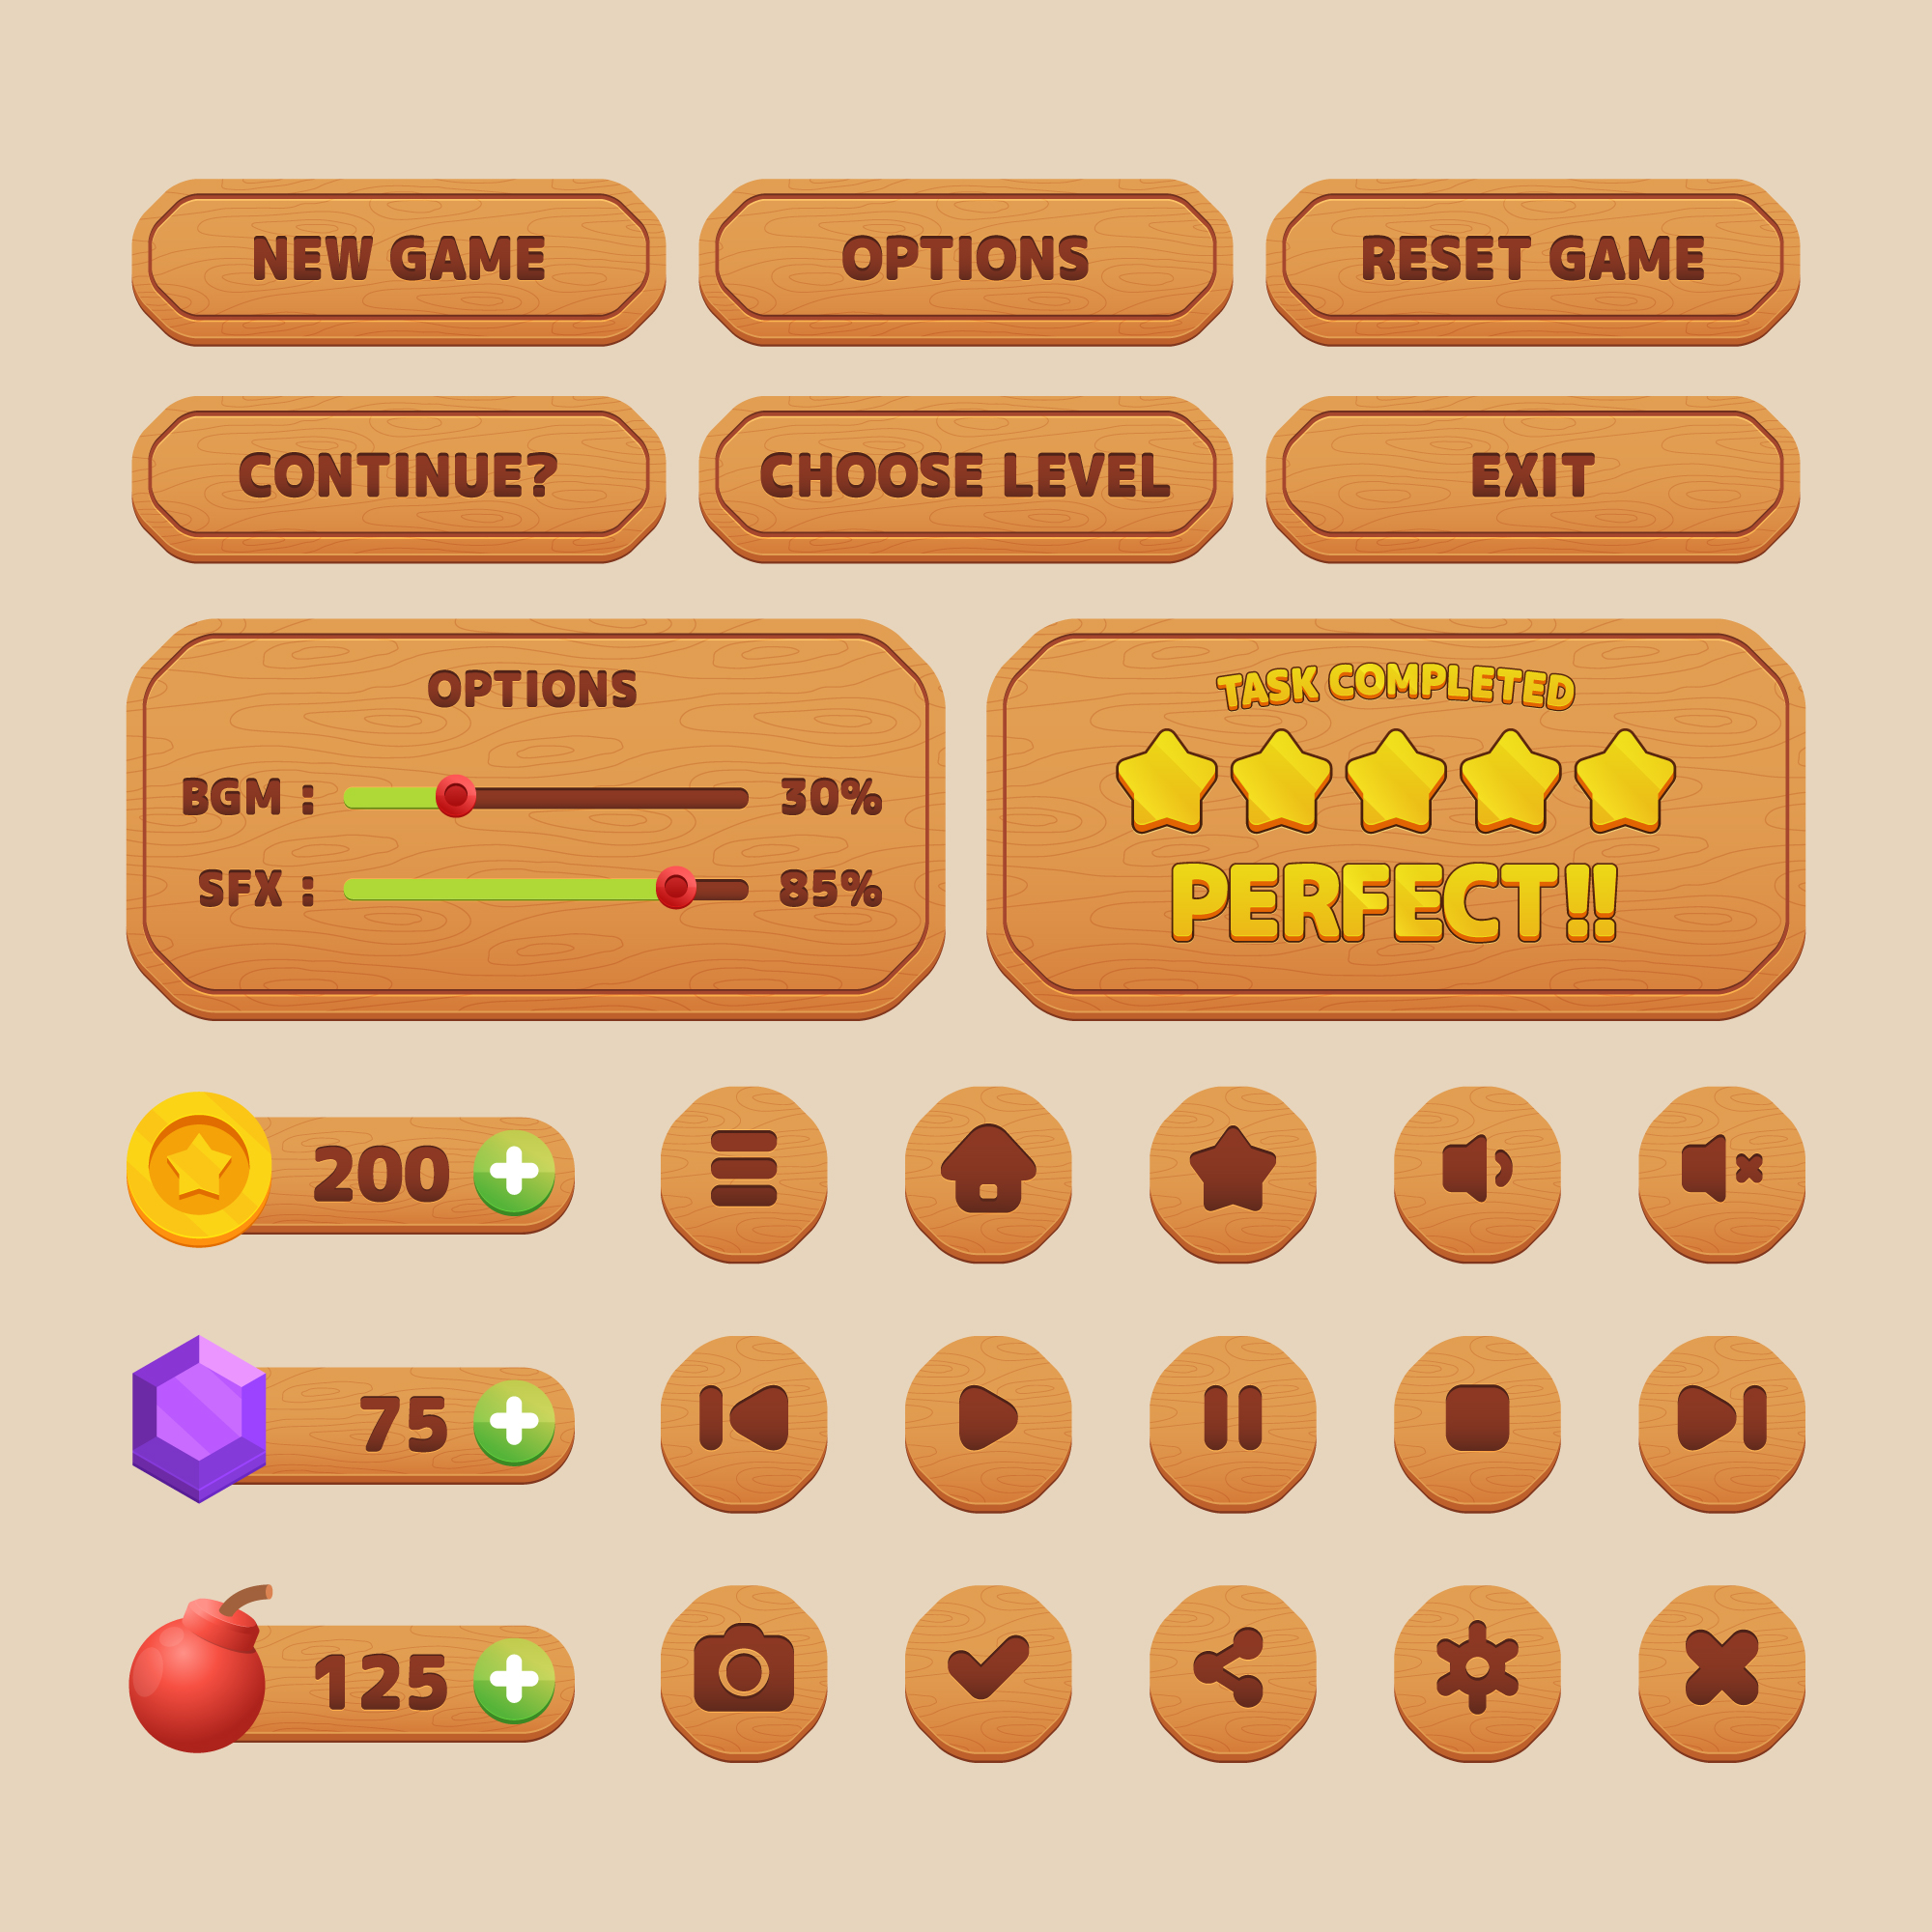 NEW GAME
OPTIONS
RESET GAME
CONTINUE?
CHOOSE LEVEL
EXIT
OPTIONS
BGM : 30%
SFX : 85%
TASK COMPLETED
PERFECT!!
200
75
125